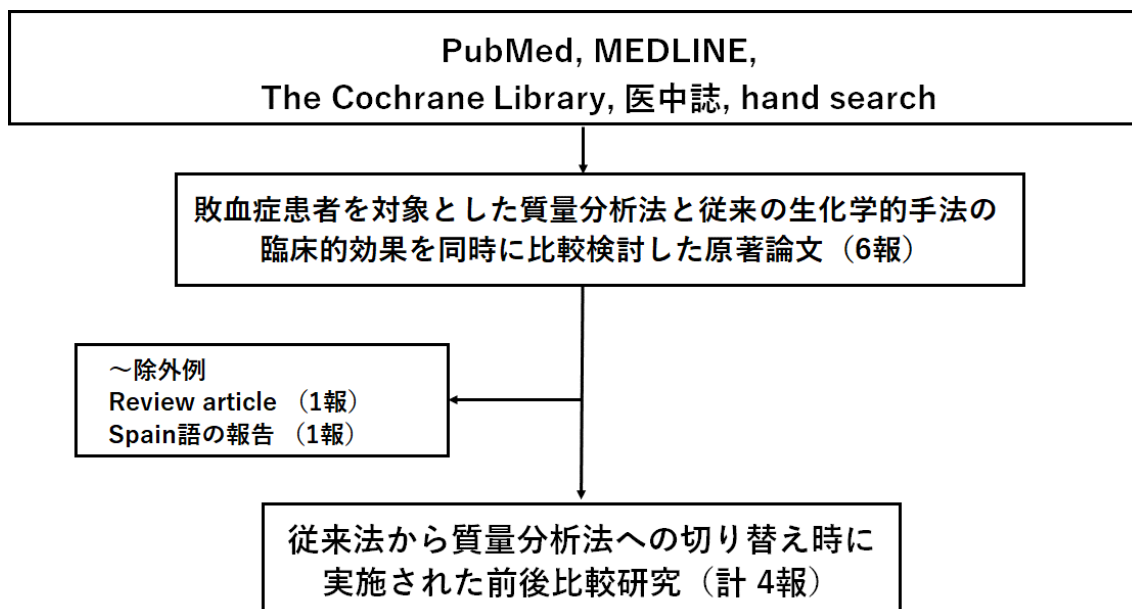 PubMed, MEDLINE,
The Cochrane Library, 医中誌, hand search
敗血症患者を対象とした質量分析法と従来の生化学的手法の
臨床的効果を同時に比較検討した原著論文（6報）
～除外例
Review article （1報）
Spain語の報告 （1報）
従来法から質量分析法への切り替え時に
実施された前後比較研究（計 4報）